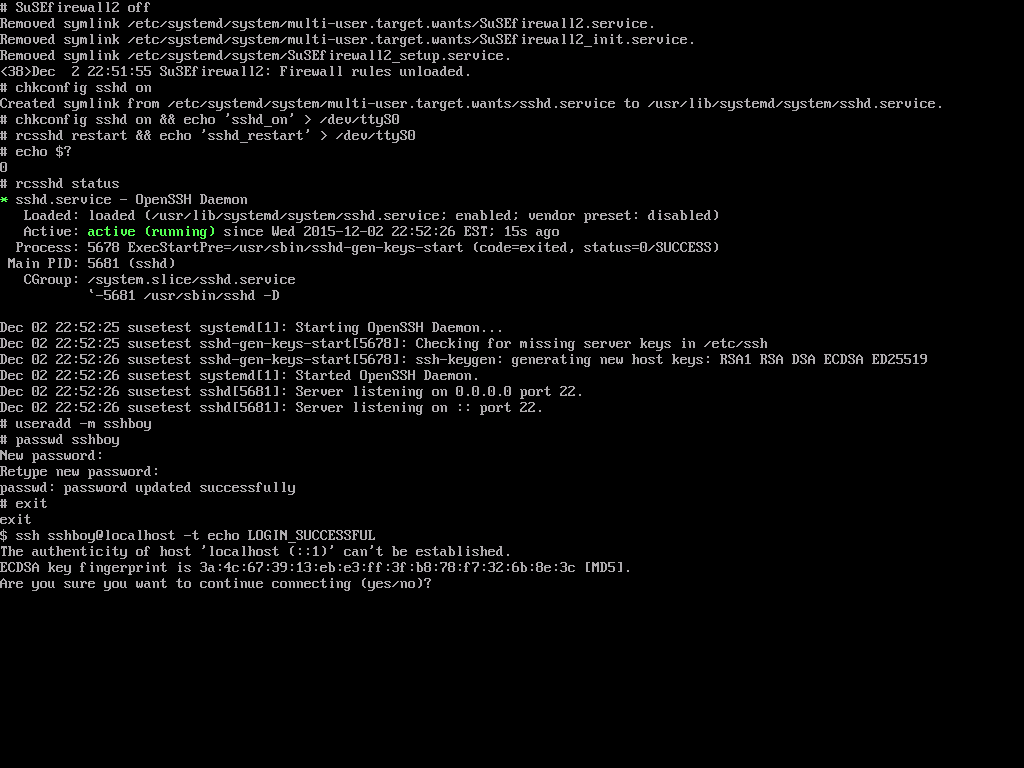 # SuSEfirewall2 off
Removed symlink /etc/systemd/system/multi-user.target.wants/SuSEfirewall2.service.
Removed symlink /etc/systemd/system/multi-user.target.wants/SuSEfirewall2_init.service.
Removed symlink /etc/systemd/system/SuSEfirewall2_setup.service.
<38>Dec  2 22:51:55 SuSEfirewall2: Firewall rules unloaded.
# chkconfig sshd on
Created symlink from /etc/systemd/system/multi-user.target.wants/sshd.service to /usr/lib/systemd/system/sshd.service.
# chkconfig sshd on && echo 'sshd_on' > /dev/ttyS0
# rcsshd restart && echo 'sshd_restart' > /dev/ttyS0
# echo $?
0
# rcsshd status
* sshd.service - OpenSSH Daemon
   Loaded: loaded (/usr/lib/systemd/system/sshd.service; enabled; vendor preset: disabled)
   Active: active (running) since Wed 2015-12-02 22:52:26 EST; 15s ago
  Process: 5678 ExecStartPre=/usr/sbin/sshd-gen-keys-start (code=exited, status=0/SUCCESS)
 Main PID: 5681 (sshd)
   CGroup: /system.slice/sshd.service
           `-5681 /usr/sbin/sshd -D

Dec 02 22:52:25 susetest systemd[1]: Starting OpenSSH Daemon...
Dec 02 22:52:25 susetest sshd-gen-keys-start[5678]: Checking for missing server keys in /etc/ssh
Dec 02 22:52:26 susetest sshd-gen-keys-start[5678]: ssh-keygen: generating new host keys: RSA1 RSA DSA ECDSA ED25519
Dec 02 22:52:26 susetest systemd[1]: Started OpenSSH Daemon.
Dec 02 22:52:26 susetest sshd[5681]: Server listening on 0.0.0.0 port 22.
Dec 02 22:52:26 susetest sshd[5681]: Server listening on :: port 22.
# useradd -m sshboy
# passwd sshboy
New password:
Retype new password:
passwd: password updated successfully
# exit
exit
$ ssh sshboy@localhost -t echo LOGIN_SUCCESSFUL
The authenticity of host 'localhost (::1)' can't be established.
ECDSA key fingerprint is 3a:4c:67:39:13:eb:e3:ff:3f:b8:78:f7:32:6b:8e:3c [MD5].
Are you sure you want to continue connecting (yes/no)?